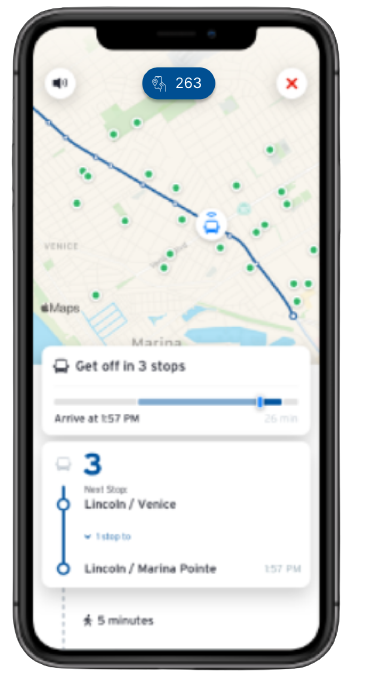 263
VENICE
Maps
Marina
Get off in 3 stops
Arrive at 1:57 PM
26 min
3
Next Stop:
Lincoln / Venice
1 stop to
Lincoln / Marina Pointe
1:57 PM
5 minutes